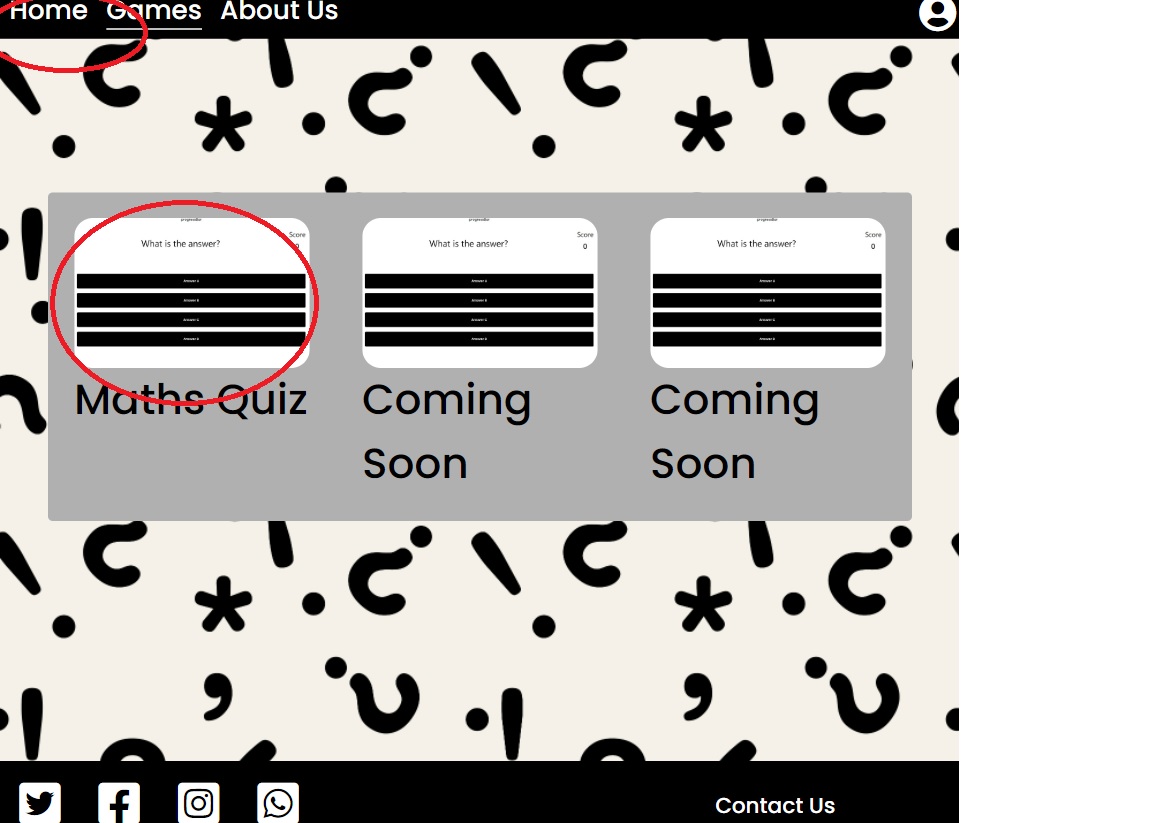 Home Games About Us
progressBar
What is the answer?
Score
0
Answer A
Answer B
Answer C
Answer D
Maths Quiz
progressBar
What is the answer?
Score
0
Answer A
Answer B
Answer C
Answer D
Coming
Soon
progressBar
What is the answer?
Score
0
Answer A
Answer B
Answer C
Answer D
Coming
Soon
Contact Us